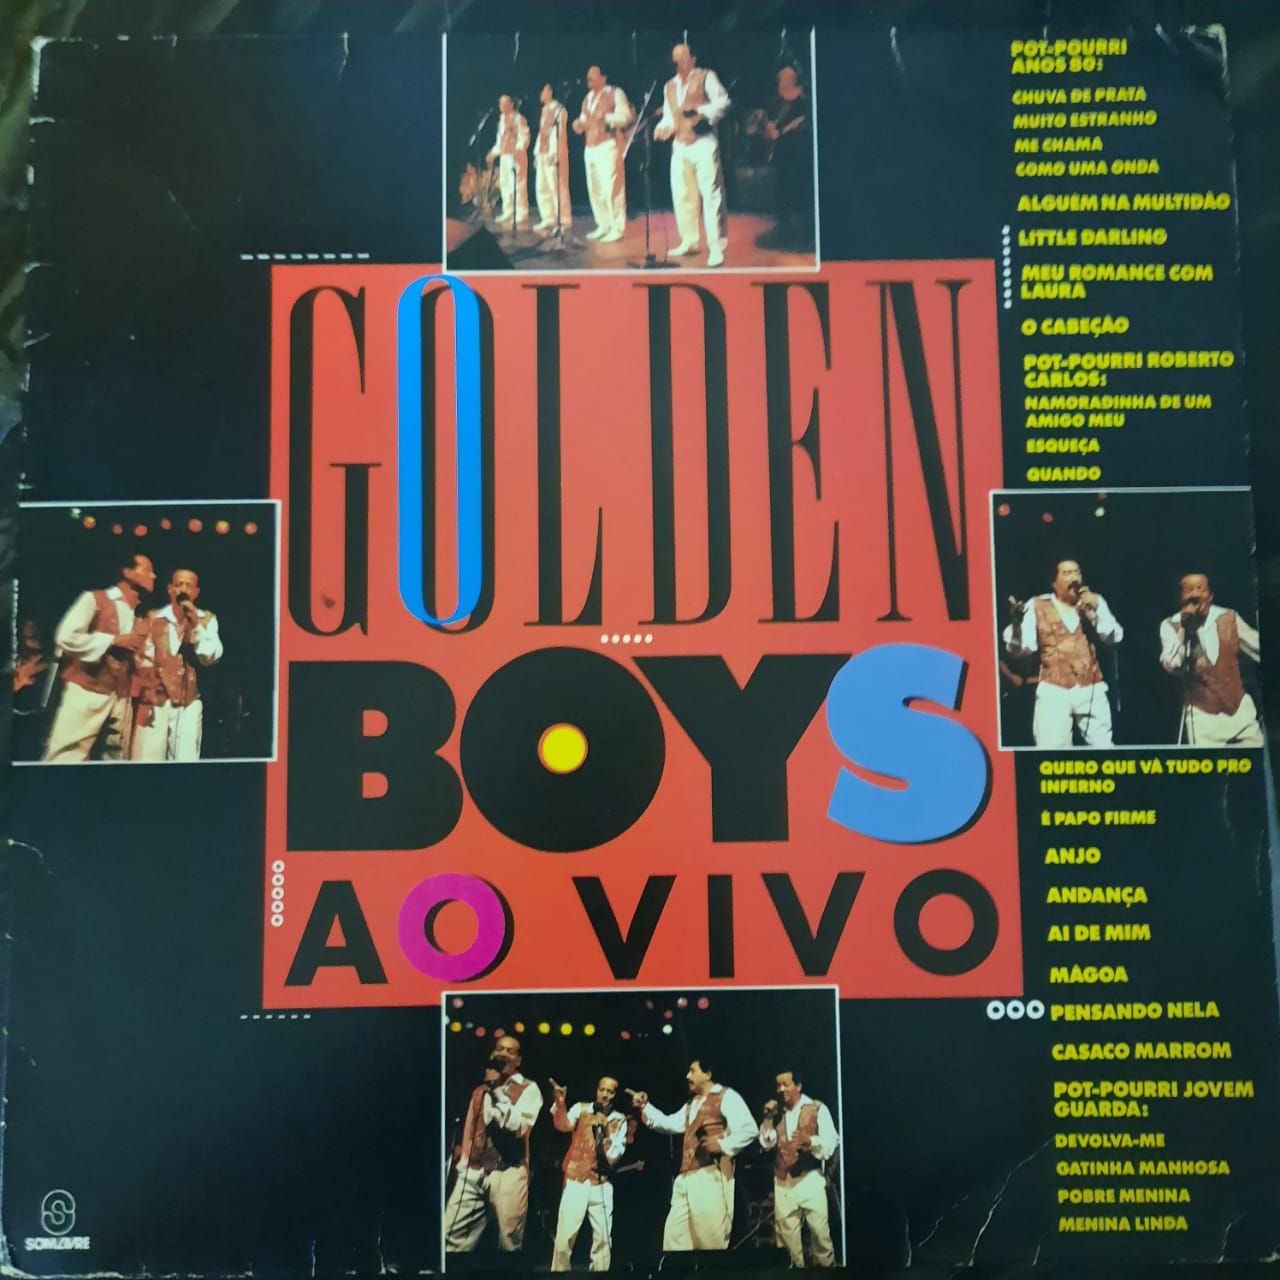 POT-POURRI
ANOS 80:
CHUVA DE PRATA
MUITO ESTRANHO
ME CHAMA
COMO UMA ONDA
ALGUÉM NA MULTIDÃO
LITTLE DARLING
MEU ROMANCE COM
LAURA
O CABEÇÃO
POT-POURRI ROBERTO
CARLOS:
NAMORADINHA DE UM
AMIGO MEU
ESQUEÇA
QUANDO
GOLDEN
BOYS
AO VIVO
QUERO QUE VÁ TUDO PRO
INFERNO
É PAPO FIRME
ANJO
ANDANÇA
AI DE MIM
MÁGOA
PENSANDO NELA
CASACO MARROM
POT-POURRI JOVEM
GUARDA:
DEVOLVA-ME
GATINHA MANHOSA
POBRE MENINA
MENINA LINDA
SOM LIVRE